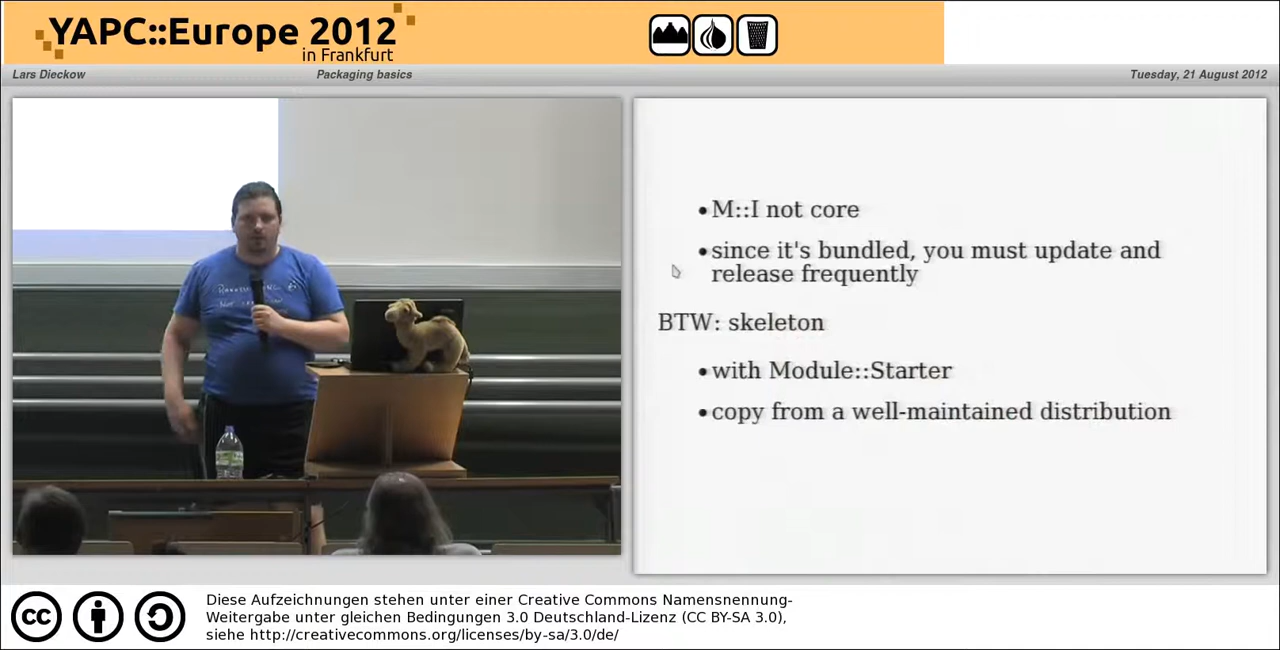 YAPC::Europe 2012
in Frankfurt
Lars Dieckow
Packaging basics
Tuesday, 21 August 2012
• M::I not core
• since it's bundled, you must update and
release frequently
BTW: skeleton
• with Module::Starter
• copy from a well-maintained distribution
cc
Diese Aufzeichnungen stehen unter einer Creative Commons Namensnennung-
Weitergabe unter gleichen Bedingungen 3.0 Deutschland-Lizenz (CC BY-SA 3.0),
siehe http://creativecommons.org/licenses/by-sa/3.0/de/